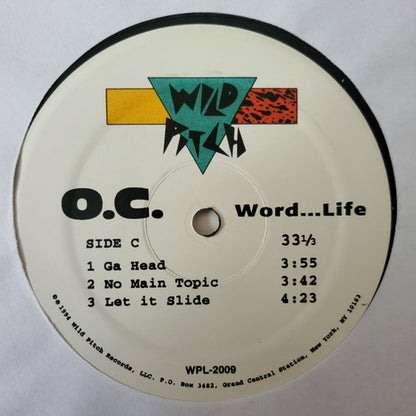 WILD
PITCH
O.C.
Word...Life
SIDE C 33⅓
1 Ga Head 3:55
2 No Main Topic 3:42
3 Let it Slide 4:23
WPL-2009
℗© 1994 Wild Pitch Records, LLC. P.O. Box 3482, Grand Central Station, New York, NY 10163